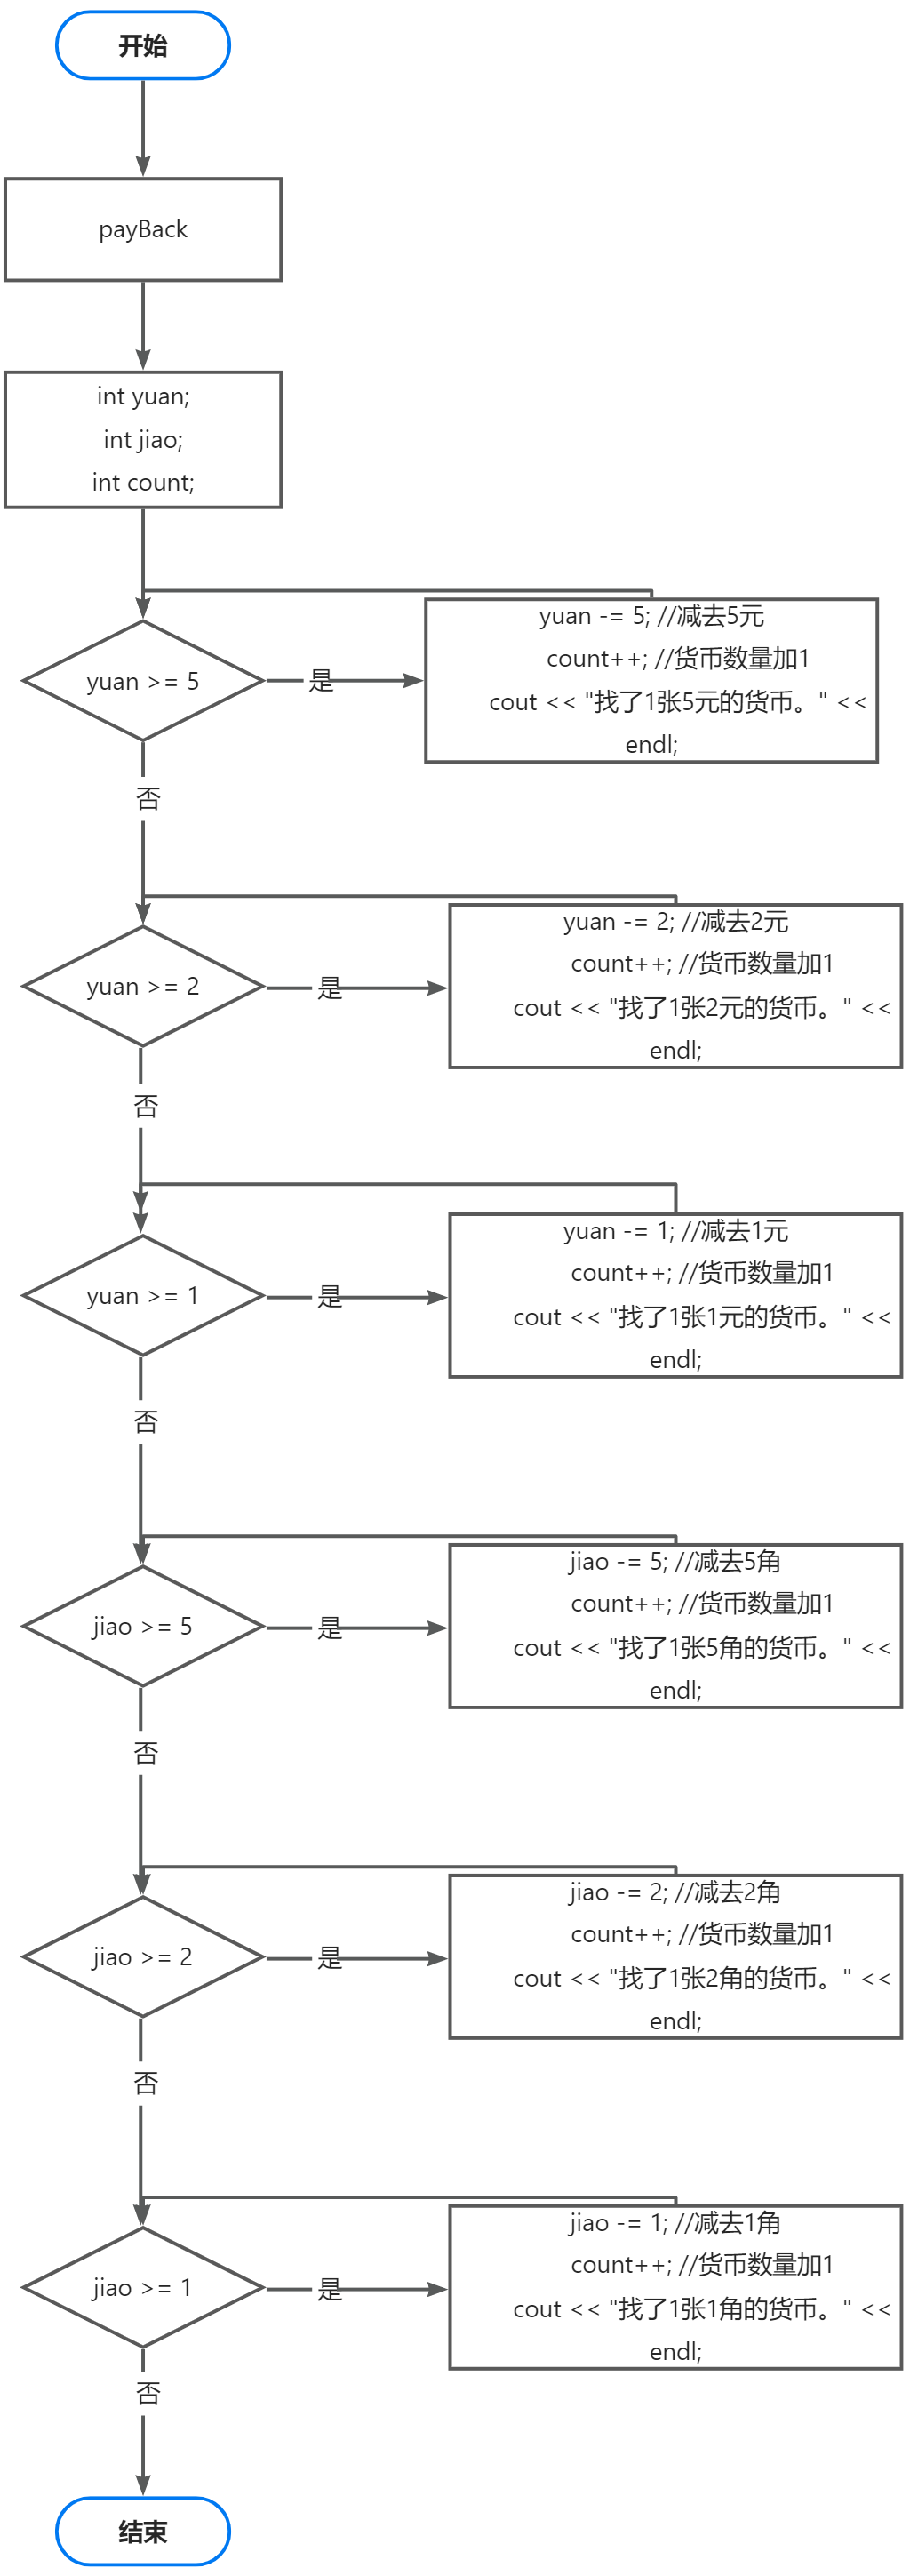 开始
payBack
int yuan;
int jiao;
int count;
yuan >= 5
是
yuan -= 5; //减去5元
count++; //货币数量加1
cout << "找了1张5元的货币。" <<
endl;
否
yuan >= 2
是
yuan -= 2; //减去2元
count++; //货币数量加1
cout << "找了1张2元的货币。" <<
endl;
否
yuan >= 1
是
yuan -= 1; //减去1元
count++; //货币数量加1
cout << "找了1张1元的货币。" <<
endl;
否
jiao >= 5
是
jiao -= 5; //减去5角
count++; //货币数量加1
cout << "找了1张5角的货币。" <<
endl;
否
jiao >= 2
是
jiao -= 2; //减去2角
count++; //货币数量加1
cout << "找了1张2角的货币。" <<
endl;
否
jiao >= 1
是
jiao -= 1; //减去1角
count++; //货币数量加1
cout << "找了1张1角的货币。" <<
endl;
否
结束